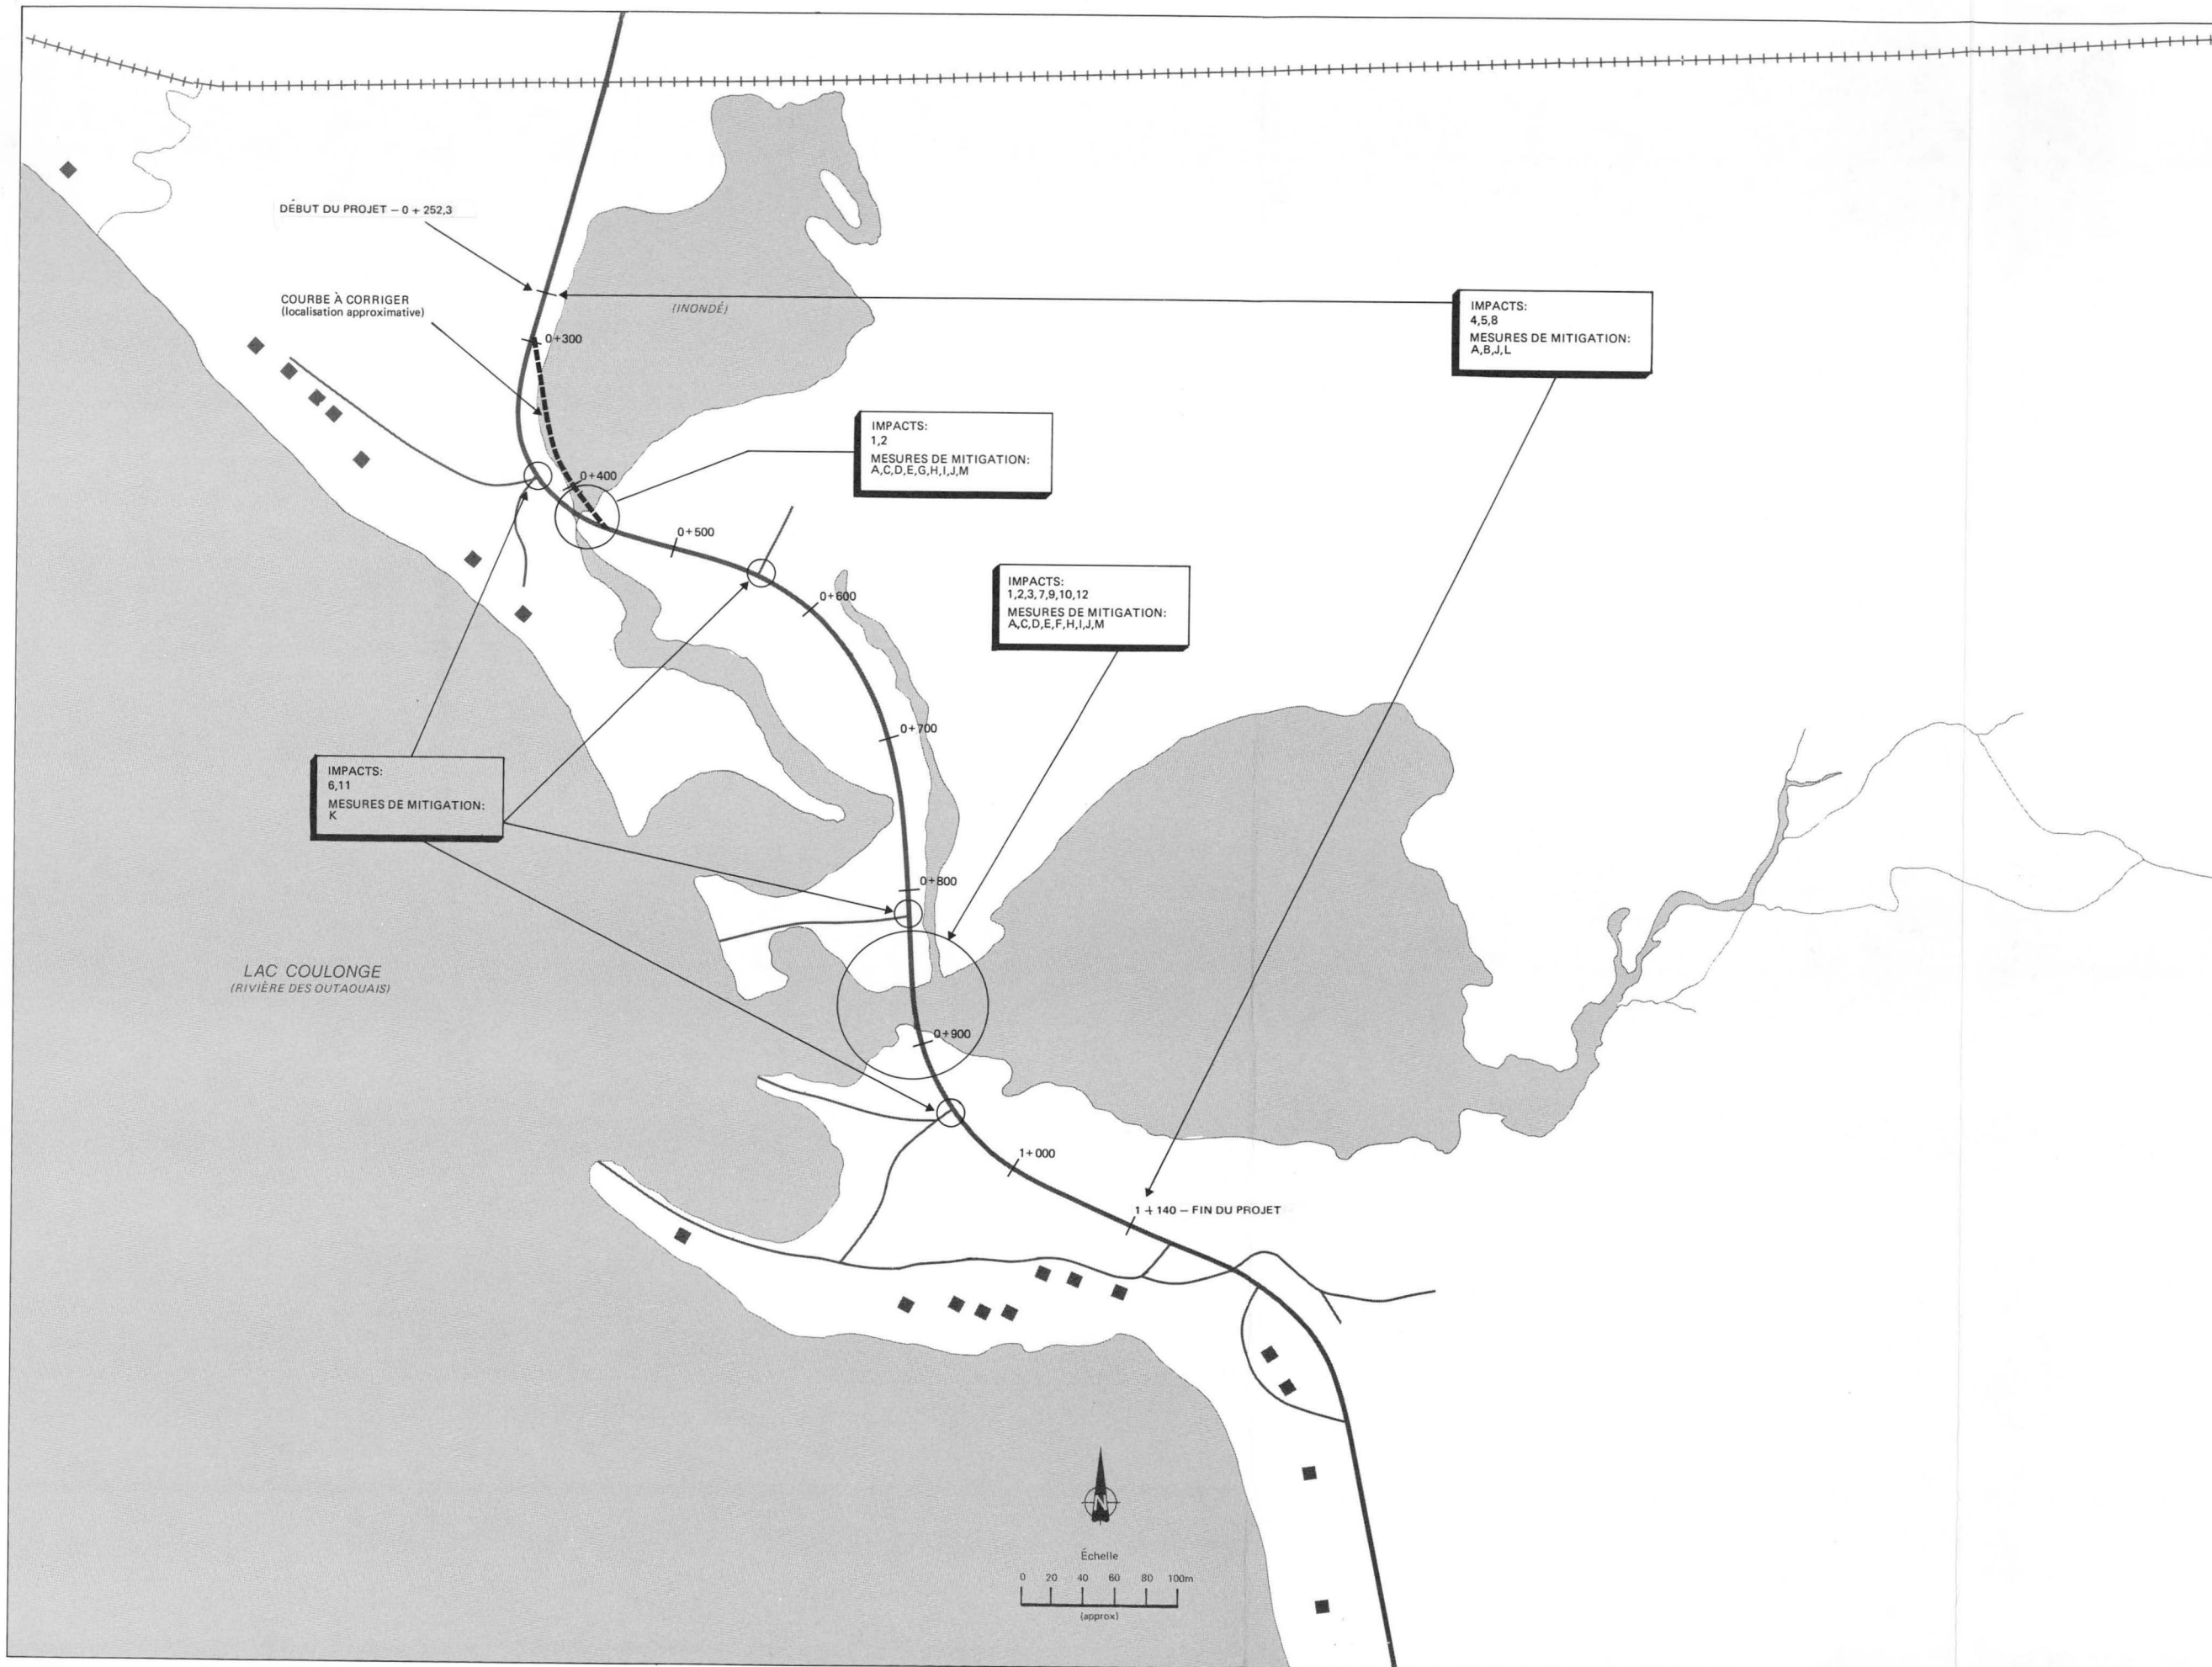 DÉBUT DU PROJET — 0 + 252,3
COURBE À CORRIGER
(localisation approximative)
(INONDÉ)
0+300
IMPACTS:
4,5,8
MESURES DE MITIGATION:
A,B,J,L
IMPACTS:
1,2
MESURES DE MITIGATION:
A,C,D,E,G,H,I,J,M
0+400
0+500
IMPACTS:
1,2,3,7,9,10,12
MESURES DE MITIGATION:
A,C,D,E,F,H,I,J,M
0+600
0+700
IMPACTS:
6,11
MESURES DE MITIGATION:
K
0+800
LAC COULONGE
(RIVIÈRE DES OUTAOUAIS)
0+900
1+000
1+140 — FIN DU PROJET
N
Échelle
0 20 40 60 80 100m
(approx)